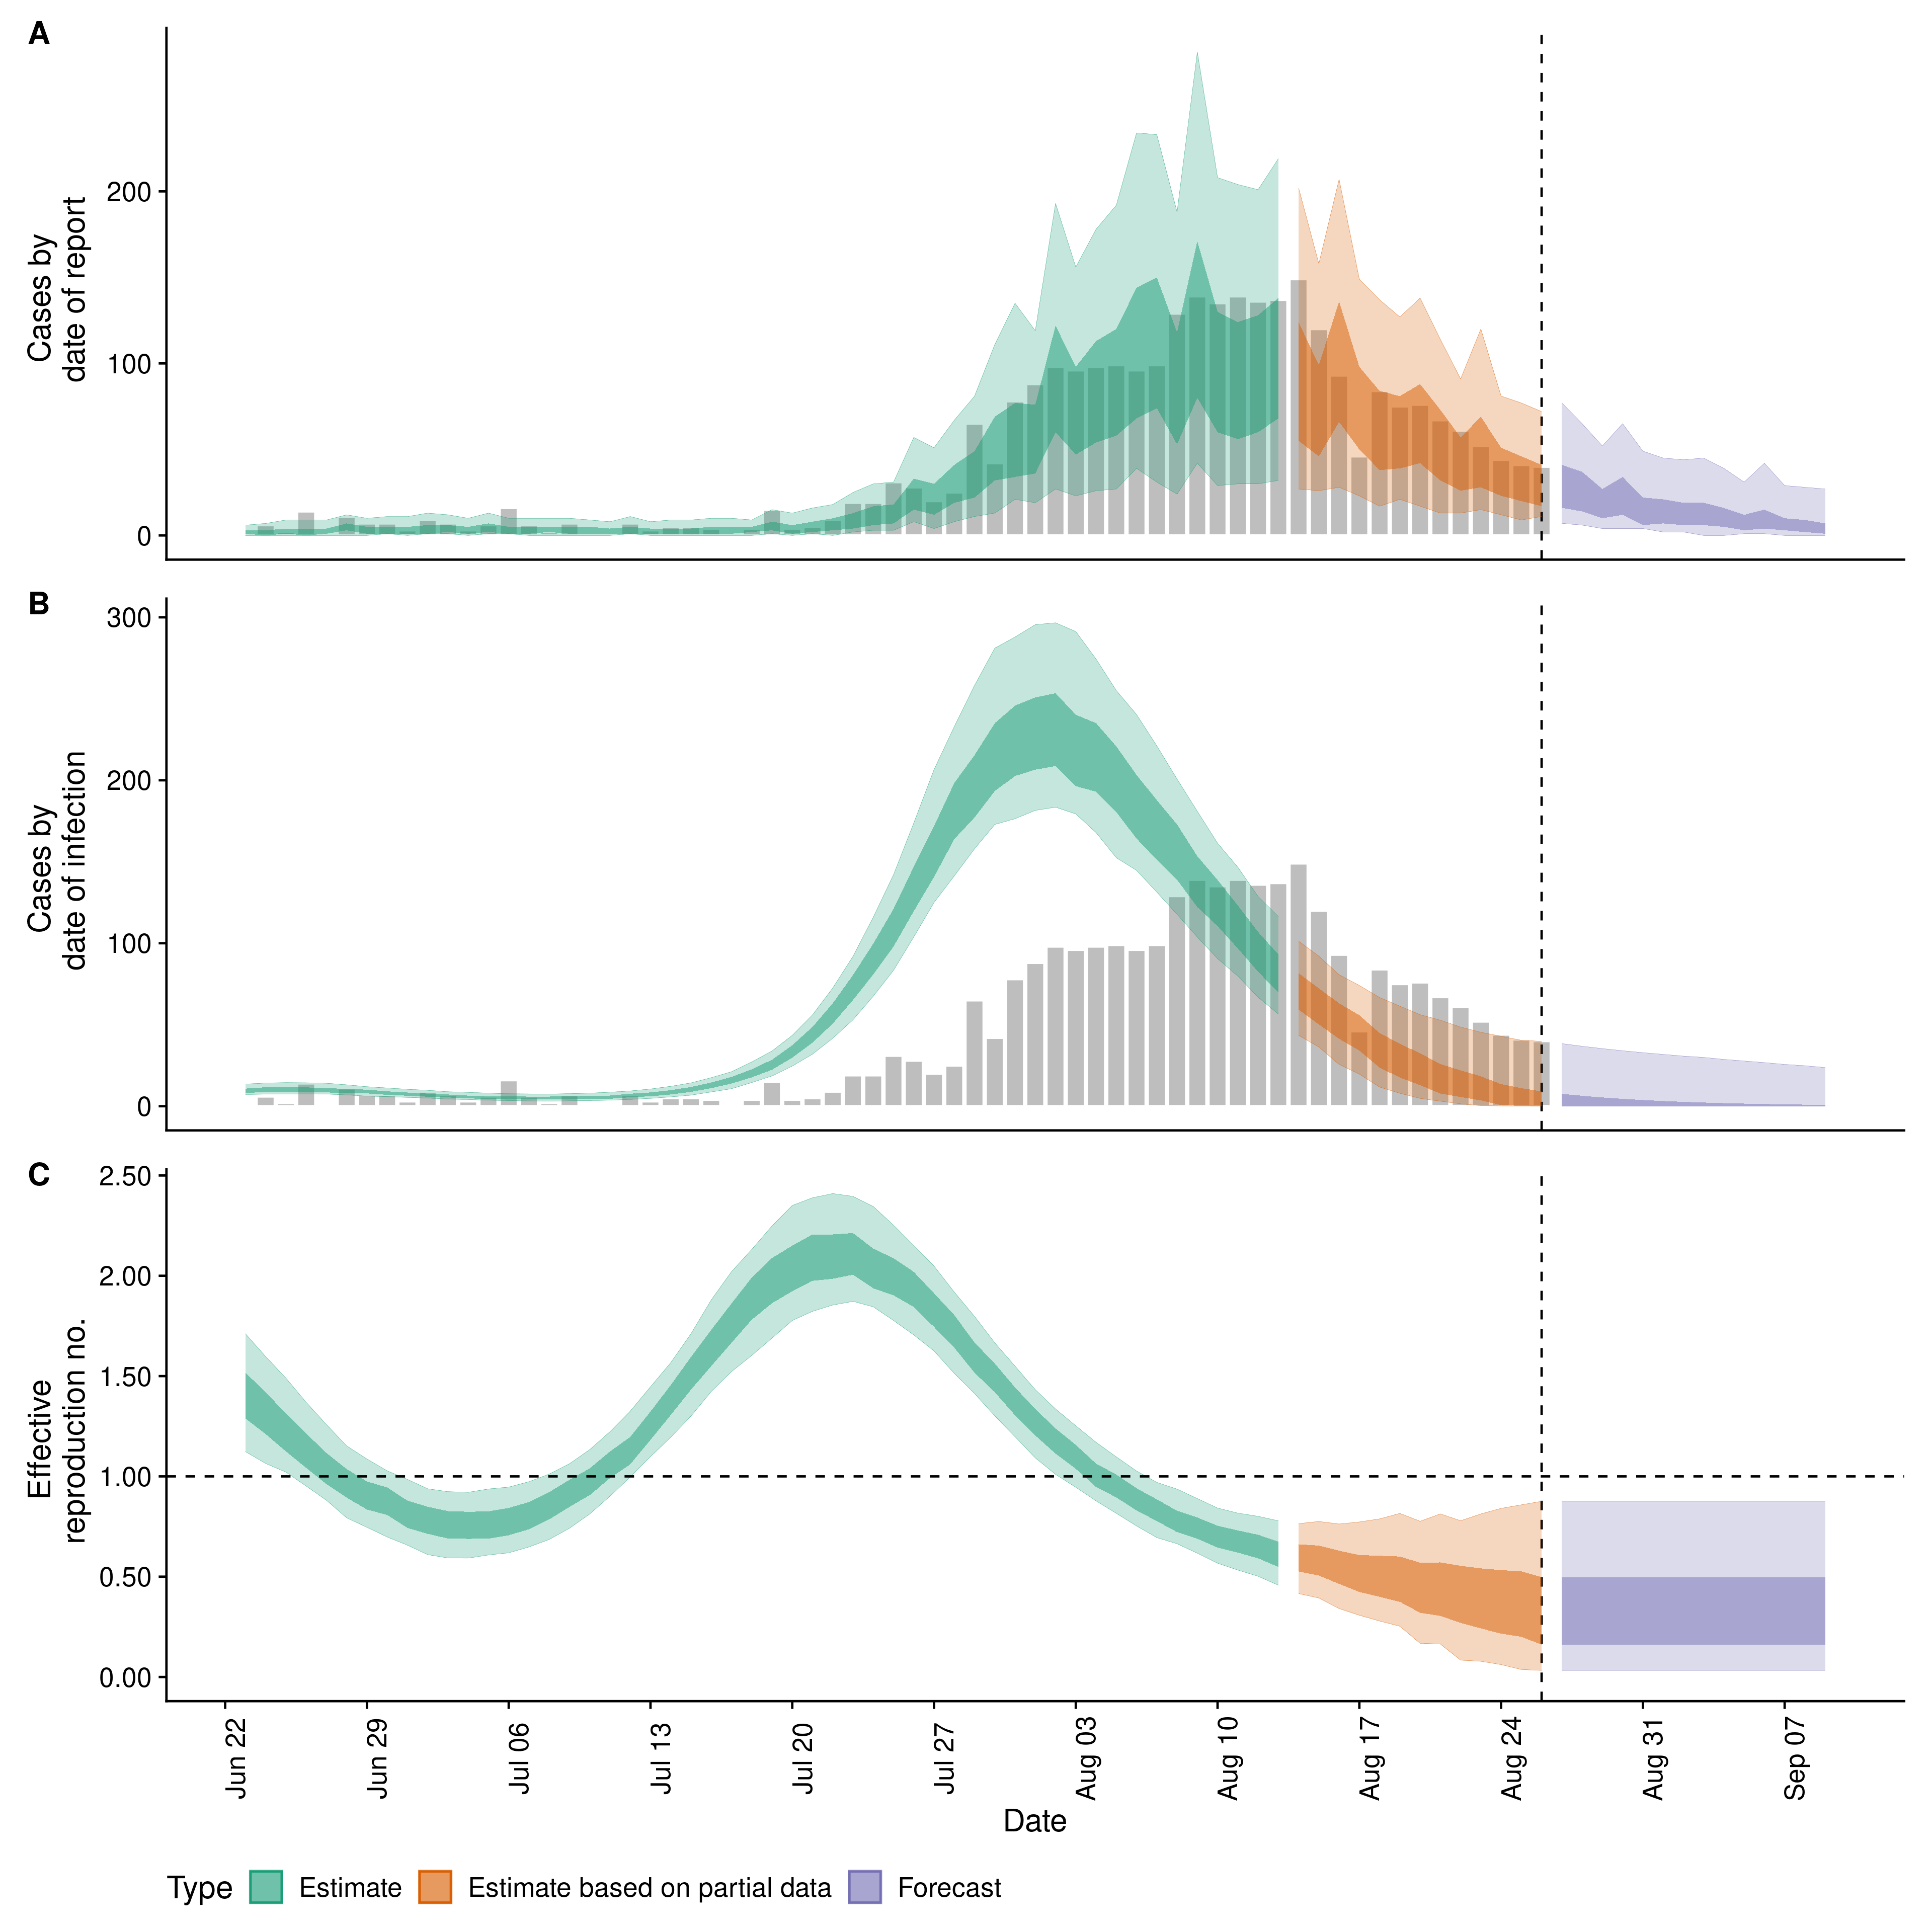 A
Cases by
date of report
200
100
0
B
Cases by
date of infection
300
200
100
0
C
Effective
reproduction no.
2.50
2.00
1.50
1.00
0.50
0.00
Jun 22
Jun 29
Jul 06
Jul 13
Jul 20
Jul 27
Aug 03
Aug 10
Aug 17
Aug 24
Aug 31
Sep 07
Date
Type Estimate Estimate based on partial data Forecast